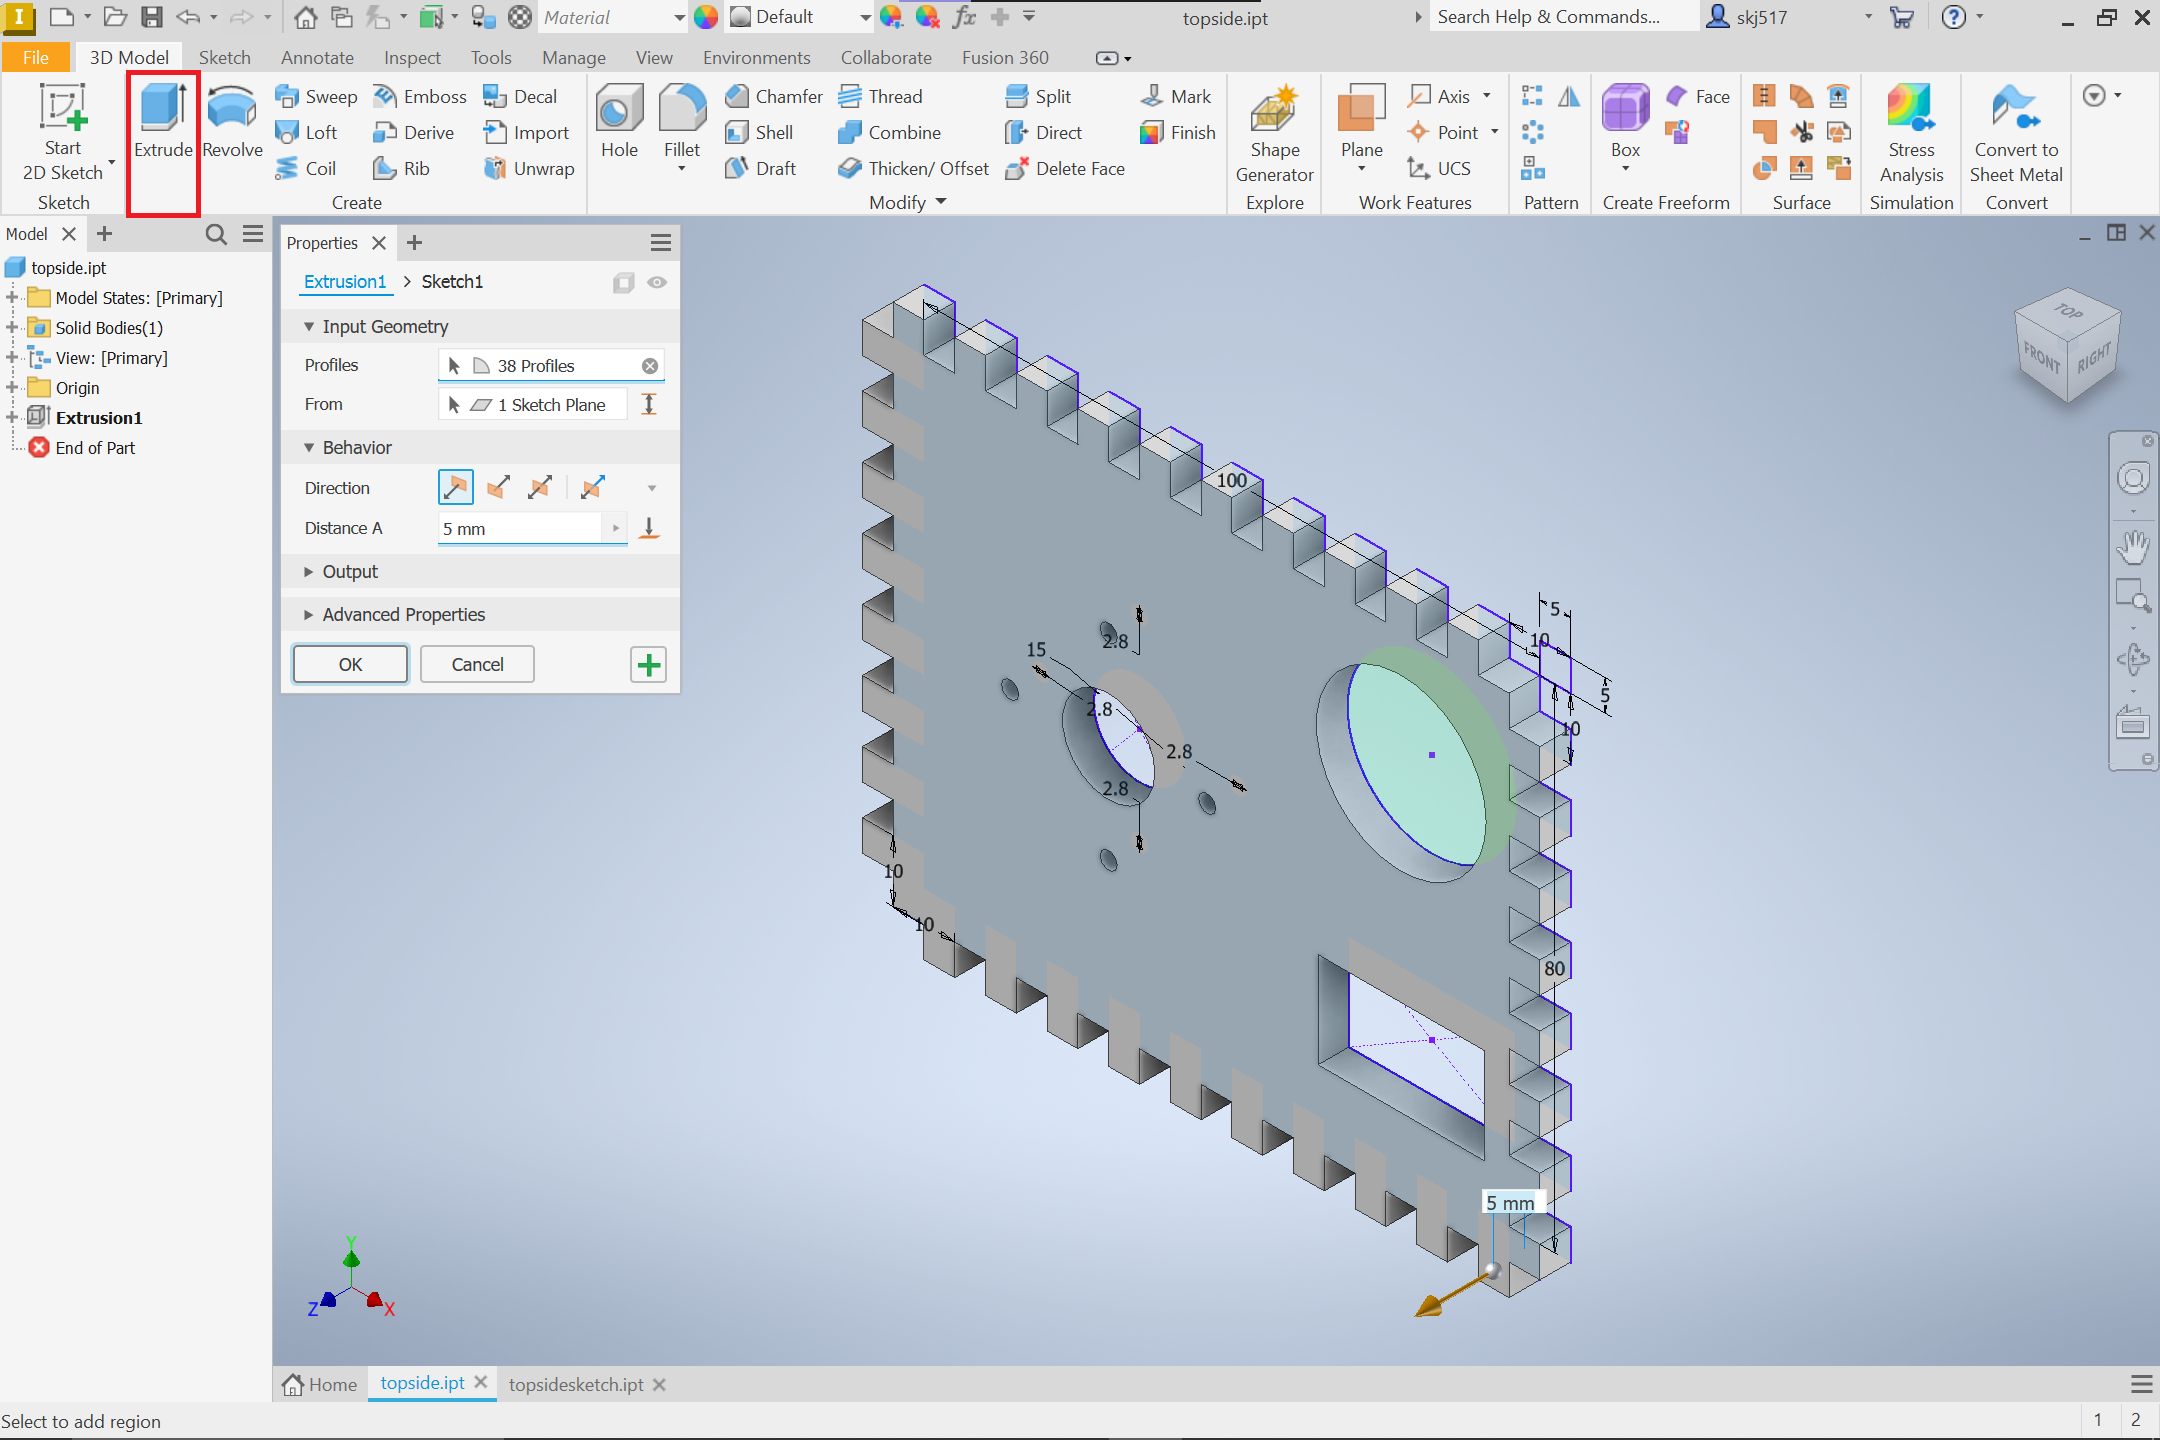 I
Material
Default
fx
topside.ipt
Search Help & Commands...
skj517
?
File
3D Model
Sketch
Annotate
Inspect
Tools
Manage
View
Environments
Collaborate
Fusion 360
Start
2D Sketch
Sketch
Extrude
Revolve
Sweep
Emboss
Decal
Loft
Derive
Import
Coil
Rib
Unwrap
Create
Hole
Fillet
Chamfer
Thread
Split
Mark
Shell
Combine
Direct
Finish
Draft
Thicken/ Offset
Delete Face
Modify
Shape
Generator
Explore
Plane
Axis
Point
UCS
Work Features
Pattern
Box
Face
Create Freeform
Surface
Stress
Analysis
Simulation
Convert to
Sheet Metal
Convert
Model
topside.ipt
Model States: [Primary]
Solid Bodies(1)
View: [Primary]
Origin
Extrusion1
End of Part
Properties
Extrusion1 > Sketch1
Input Geometry
Profiles
38 Profiles
From
1 Sketch Plane
Behavior
Direction
Distance A
5 mm
Output
Advanced Properties
OK
Cancel
TOP
FRONT
RIGHT
100
5
10
5
10
15
2.8
2.8
2.8
2.8
10
10
80
5 mm
Y
Z
X
Home
topside.ipt
topsidesketch.ipt
Select to add region
1
2